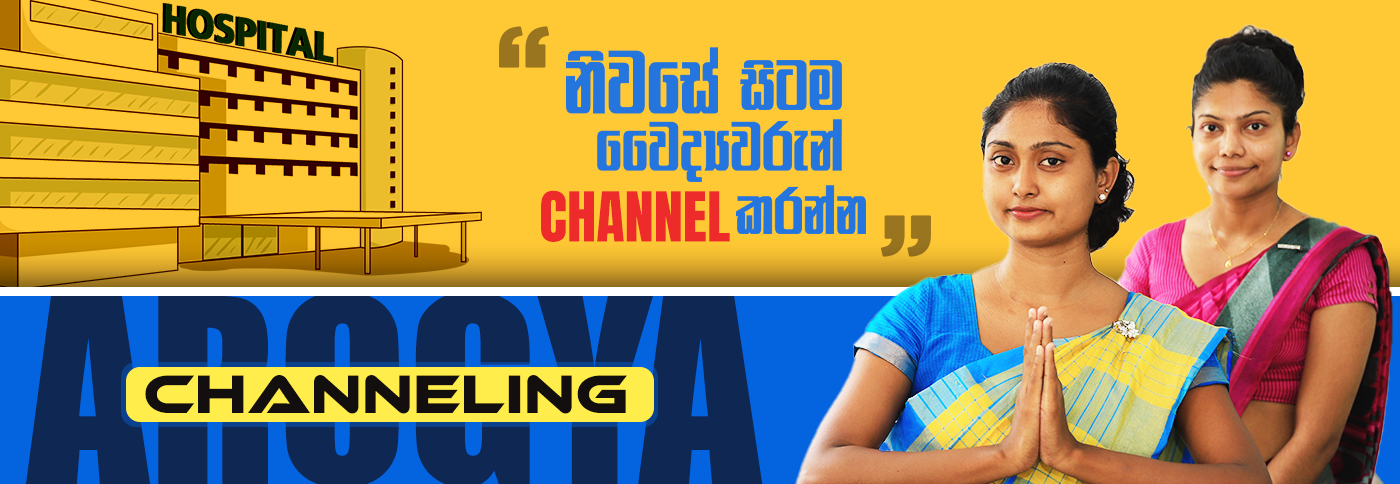 HOSPITAL
“ නිවසේ සිටම
වෛද්‍යවරුන්
CHANNEL කරන්න ”
AROGYA
CHANNELING